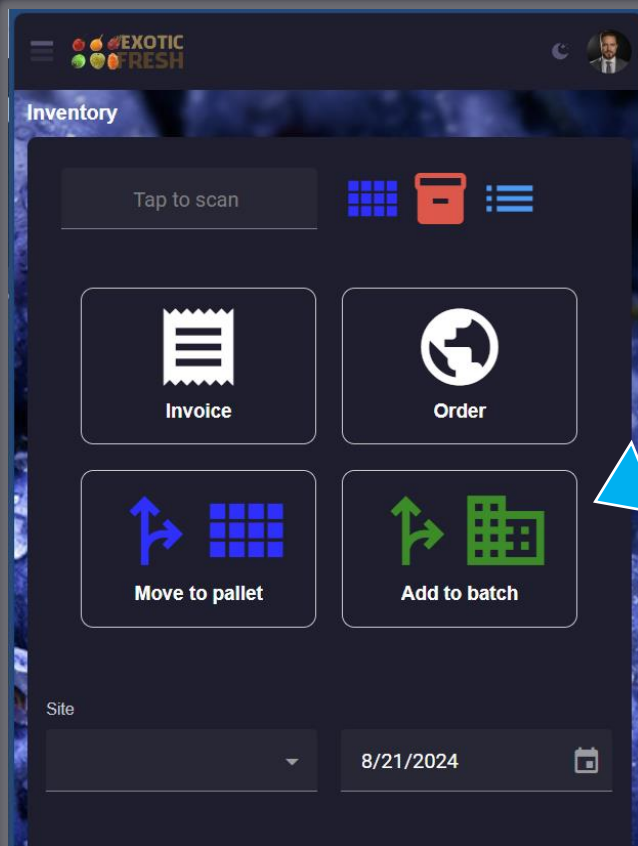 EXOTIC
FRESH
Inventory
Tap to scan
Invoice
Order
Move to pallet
Add to batch
Site
8/21/2024